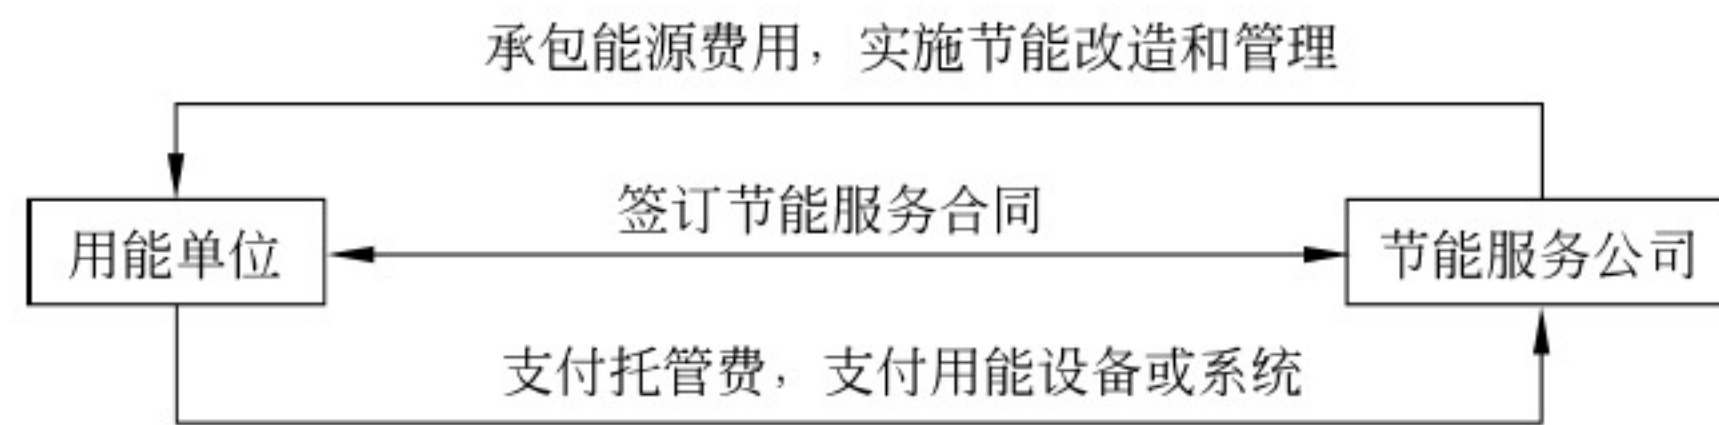 承包能源费用，实施节能改造和管理
签订节能服务合同
用能单位
节能服务公司
支付托管费，支付用能设备或系统